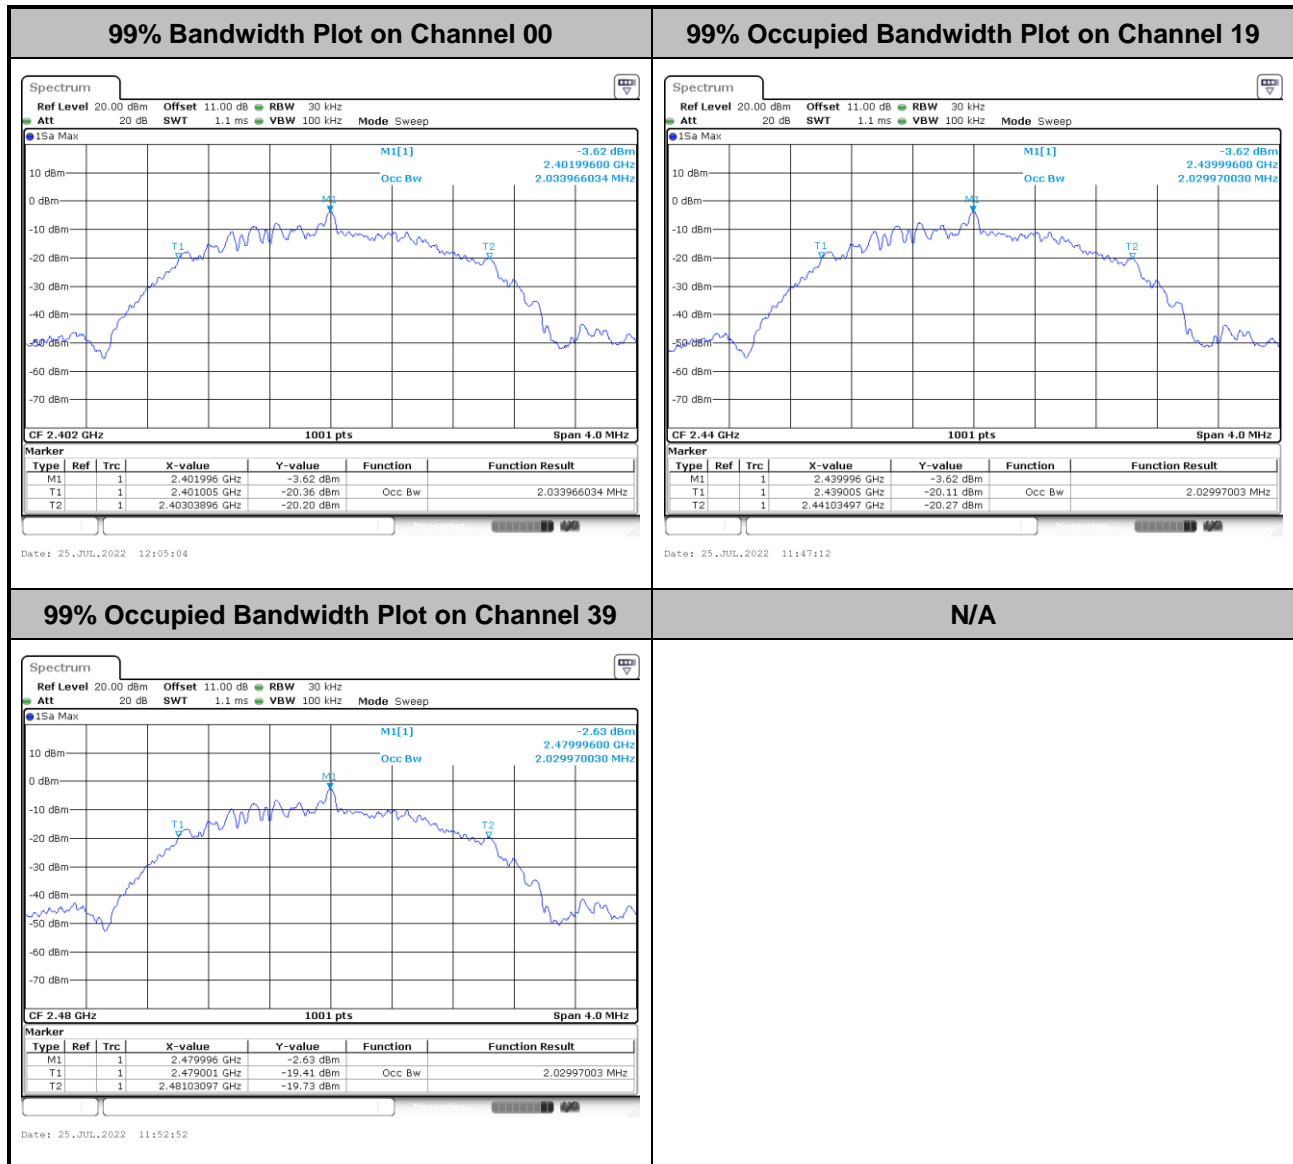 99% Bandwidth Plot on Channel 00
Spectrum
Ref Level 20.00 dBm Offset 11.00 dB RBW 30 kHz
Att 20 dB SWT 1.1 ms VBW 100 kHz Mode Sweep
1Sa Max
M1[1] -3.62 dBm
2.40199600 GHz
Occ Bw 2.033966034 MHz
10 dBm
0 dBm
M1
-10 dBm
T1
T2
-20 dBm
-30 dBm
-40 dBm
-50 dBm
-60 dBm
-70 dBm
CF 2.402 GHz 1001 pts Span 4.0 MHz
Marker
Type Ref Trc X-value Y-value Function Function Result
M1 1 2.401996 GHz -3.62 dBm
T1 1 2.401005 GHz -20.36 dBm Occ Bw 2.033966034 MHz
T2 1 2.40303896 GHz -20.20 dBm
Date: 25.JUL.2022 12:05:04
99% Occupied Bandwidth Plot on Channel 19
Spectrum
Ref Level 20.00 dBm Offset 11.00 dB RBW 30 kHz
Att 20 dB SWT 1.1 ms VBW 100 kHz Mode Sweep
1Sa Max
M1[1] -3.62 dBm
2.43999600 GHz
Occ Bw 2.029970030 MHz
10 dBm
0 dBm
M1
-10 dBm
T1
T2
-20 dBm
-30 dBm
-40 dBm
-50 dBm
-60 dBm
-70 dBm
CF 2.44 GHz 1001 pts Span 4.0 MHz
Marker
Type Ref Trc X-value Y-value Function Function Result
M1 1 2.439996 GHz -3.62 dBm
T1 1 2.439005 GHz -20.11 dBm Occ Bw 2.02997003 MHz
T2 1 2.44103497 GHz -20.27 dBm
Date: 25.JUL.2022 11:47:12
99% Occupied Bandwidth Plot on Channel 39
Spectrum
Ref Level 20.00 dBm Offset 11.00 dB RBW 30 kHz
Att 20 dB SWT 1.1 ms VBW 100 kHz Mode Sweep
1Sa Max
M1[1] -2.63 dBm
2.47999600 GHz
Occ Bw 2.029970030 MHz
10 dBm
0 dBm
M1
-10 dBm
T1
T2
-20 dBm
-30 dBm
-40 dBm
-50 dBm
-60 dBm
-70 dBm
CF 2.48 GHz 1001 pts Span 4.0 MHz
Marker
Type Ref Trc X-value Y-value Function Function Result
M1 1 2.479996 GHz -2.63 dBm
T1 1 2.479001 GHz -19.41 dBm Occ Bw 2.02997003 MHz
T2 1 2.48103097 GHz -19.73 dBm
Date: 25.JUL.2022 11:52:52
N/A